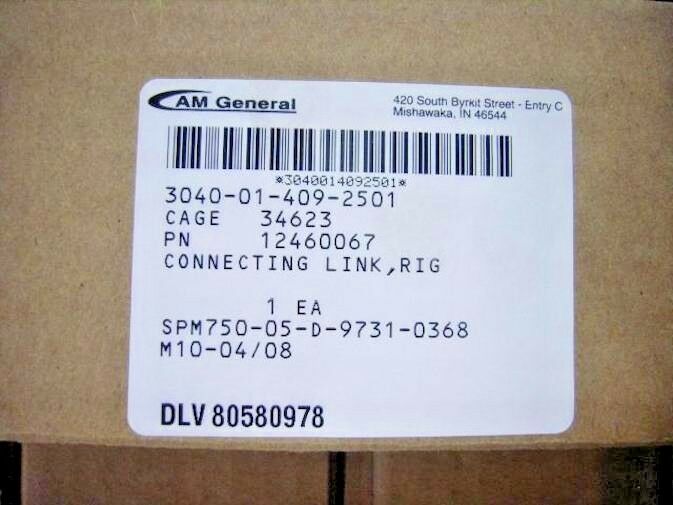 AM General
420 South Byrkit Street - Entry C
Mishawaka, IN 46544
*3040014092501*
3040-01-409-2501
CAGE 34623
PN 12460067
CONNECTING LINK,RIG
1 EA
SPM750-05-D-9731-0368
M10-04/08
DLV 80580978